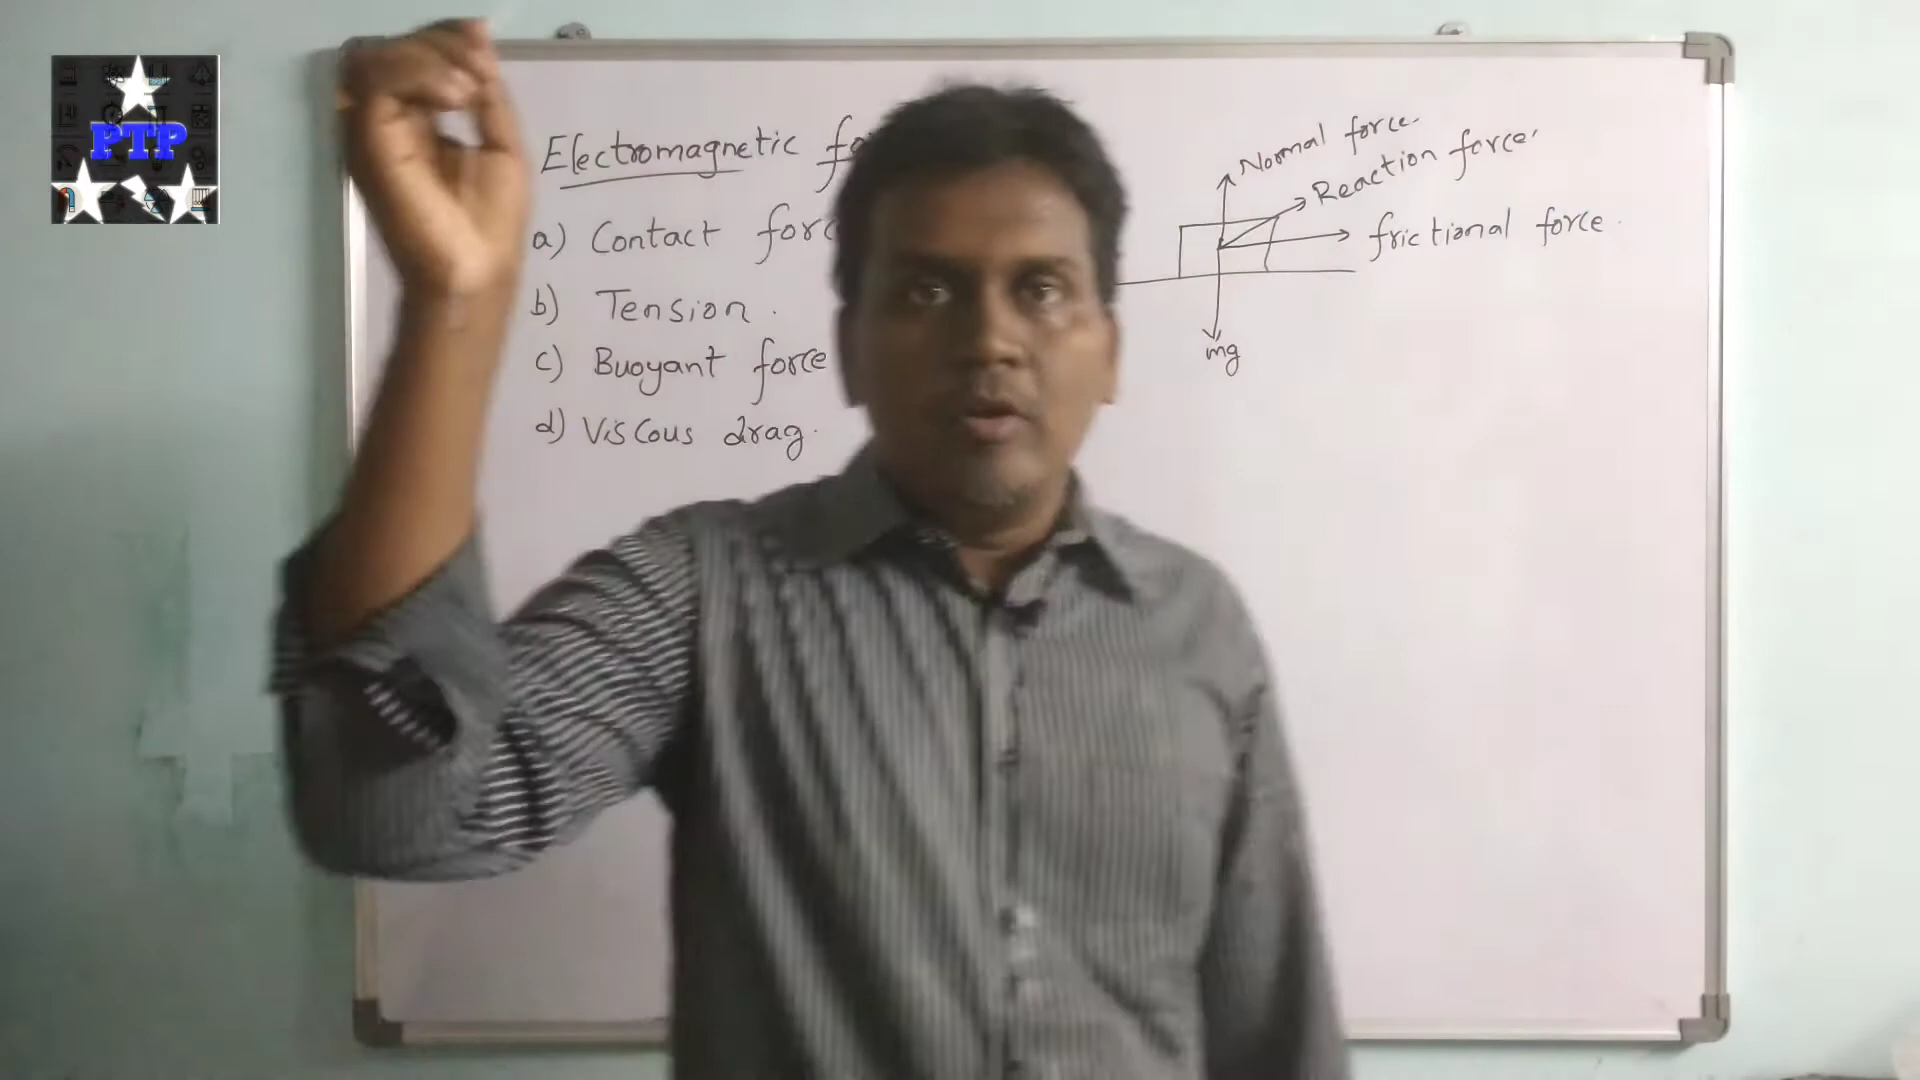 PTP
Electromagnetic
a) Contact
b) Tension.
c) Buoyant force
d) Viscous drag.
Normal force.
Reaction force.
frictional force.
mg